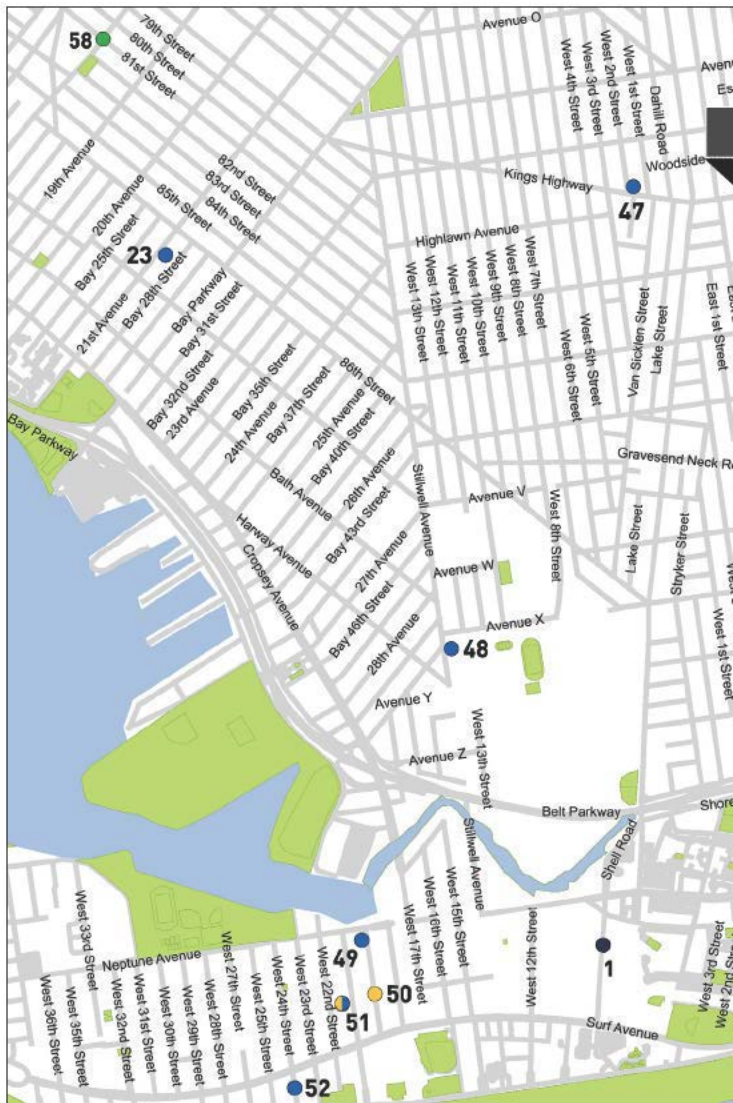 Avenue O
79th Street
58
80th Street
81st Street
West 1st Street
West 2nd Street
West 3rd Street
West 4th Street
Dahill Road
Woodside
Kings Highway
47
19th Avenue
82nd Street
83rd Street
84th Street
85th Street
20th Avenue
Bay 25th Street
23
Highlawn Avenue
West 7th Street
West 8th Street
West 9th Street
West 10th Street
West 11th Street
West 12th Street
West 13th Street
21st Avenue
Bay 28th Street
Bay Parkway
Bay 31st Street
Bay 32nd Street
23rd Avenue
Van Sicklen Street
Lake Street
East 1st Street
West 5th Street
West 6th Street
Bay 35th Street
24th Avenue
Bay 37th Street
86th Street
25th Avenue
Bay 40th Street
Bay Parkway
Bath Avenue
26th Avenue
Bay 43rd Street
Gravesend Neck
Stillwell Avenue
Avenue V
West 8th Street
Harway Avenue
Cropsey Avenue
27th Avenue
Bay 46th Street
28th Avenue
Lake Street
Stryker Street
Avenue W
Avenue X
48
West 1st Street
Avenue Y
West 13th Street
Avenue Z
Belt Parkway
Shore
Shell Road
Stillwell Avenue
West 15th Street
West 16th Street
West 17th Street
West 12th Street
1
West 3rd Street
West 33rd Street
Neptune Avenue
49
50
51
West 22nd Street
West 23rd Street
West 24th Street
West 25th Street
West 27th Street
West 28th Street
West 29th Street
West 30th Street
West 31st Street
West 32nd Street
West 35th Street
West 36th Street
Surf Avenue
52